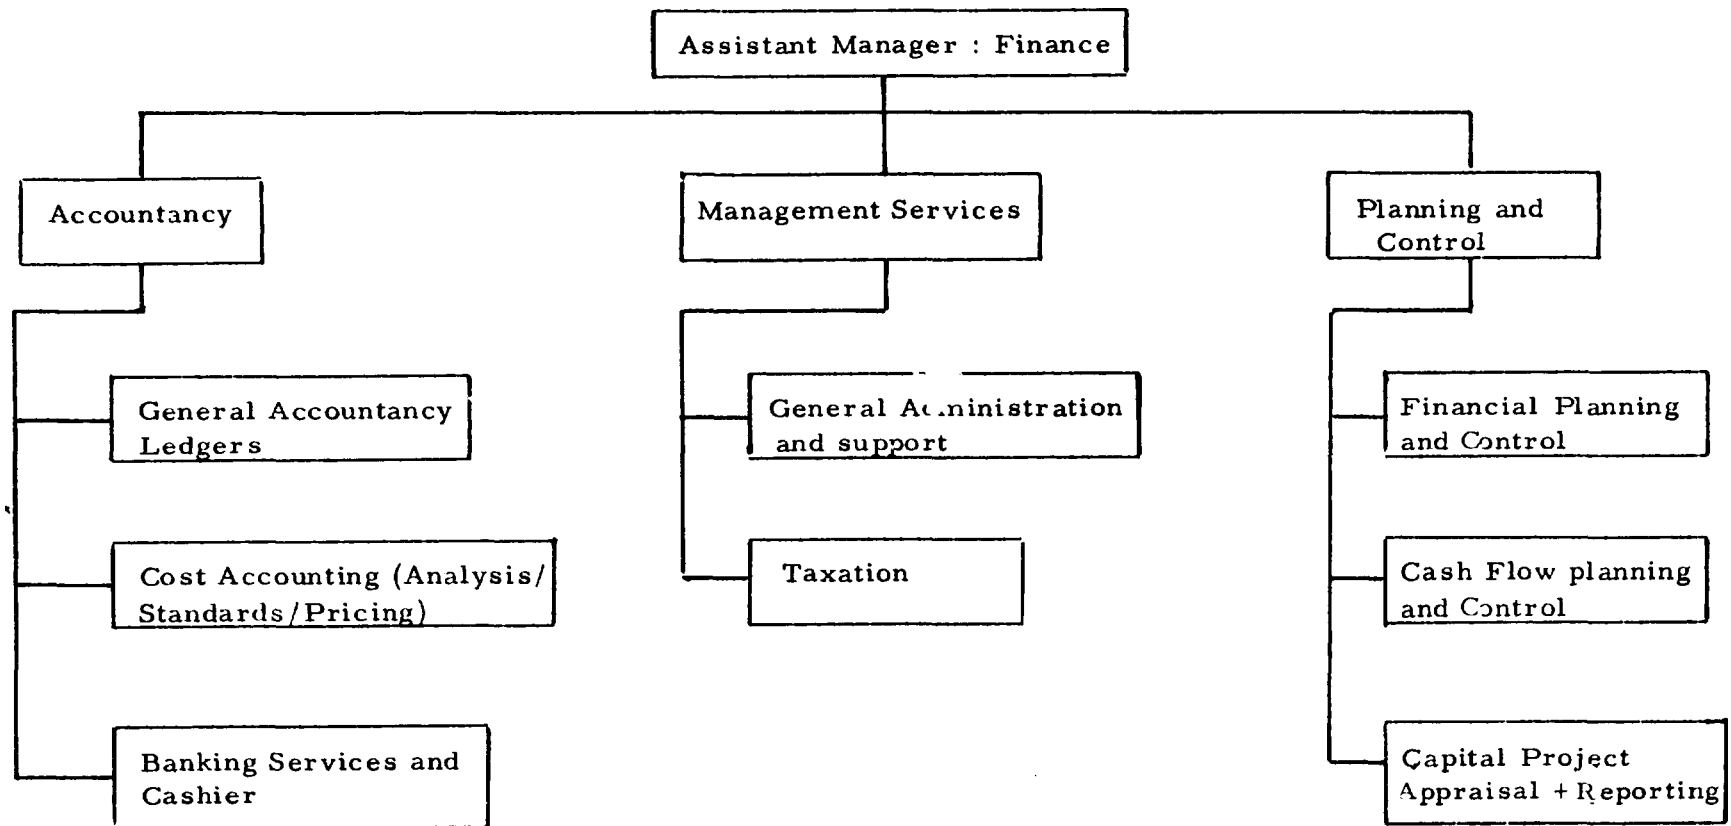 Assistant Manager : Finance
Accountancy
Management Services
Planning and
Control
General Accountancy
Ledgers
General Administration
and support
Financial Planning
and Control
Cost Accounting (Analysis/
Standards/Pricing)
Taxation
Cash Flow planning
and Control
Banking Services and
Cashier
Capital Project
Appraisal + Reporting